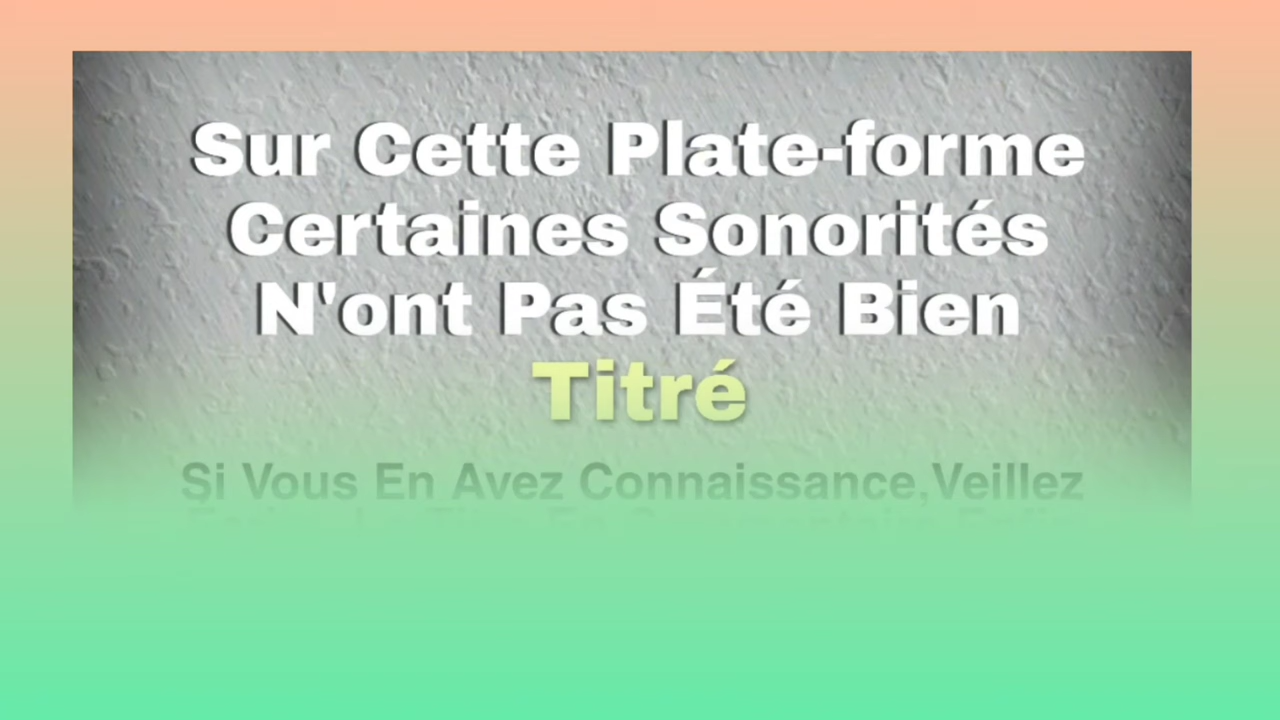 Sur Cette Plate-forme
Certaines Sonorités
N'ont Pas Été Bien
Titré
Si Vous En Avez Connaissance,Veillez